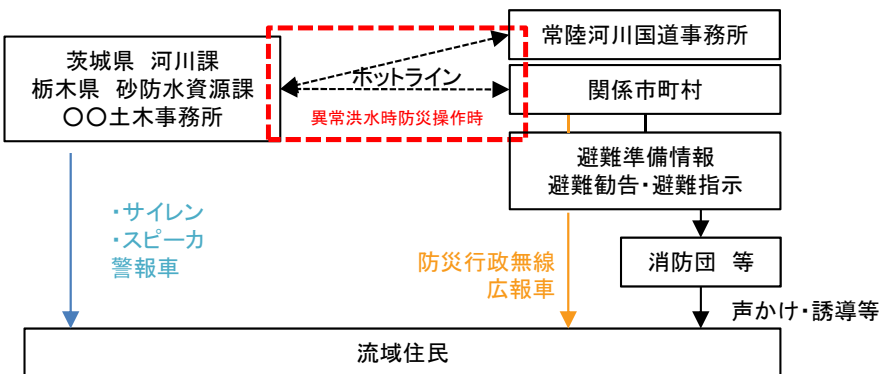 茨城県 河川課
栃木県 砂防水資源課
〇〇土木事務所
ホットライン
異常洪水時防災操作時
常陸河川国道事務所
関係市町村
避難準備情報
避難勧告・避難指示
・サイレン
・スピーカ
警報車
防災行政無線
広報車
消防団 等
声かけ・誘導等
流域住民